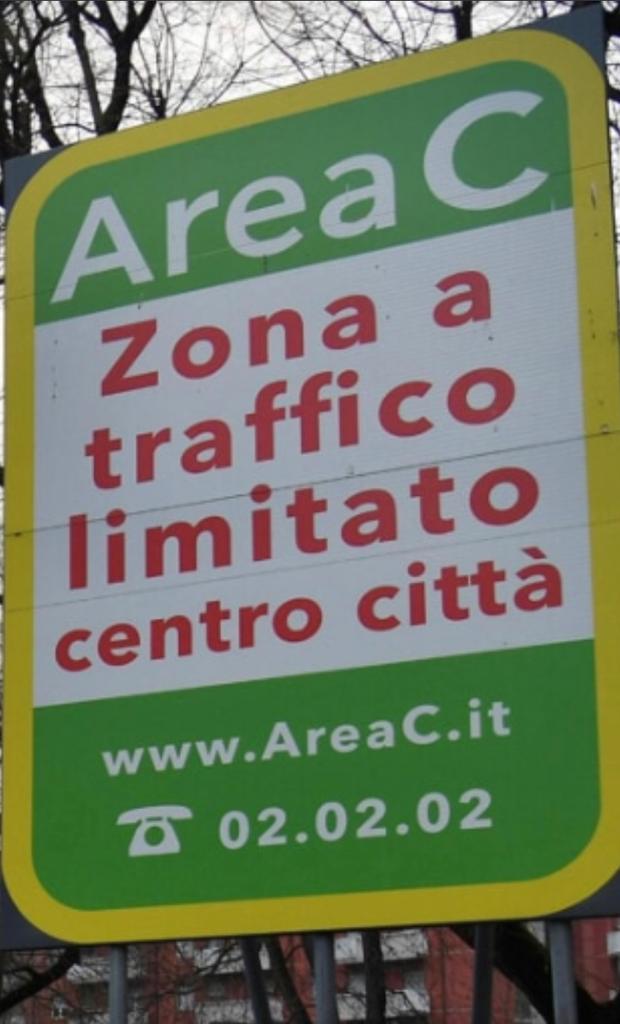 Area C
Zona a
traffico
limitato
centro città
www.AreaC.it
02.02.02